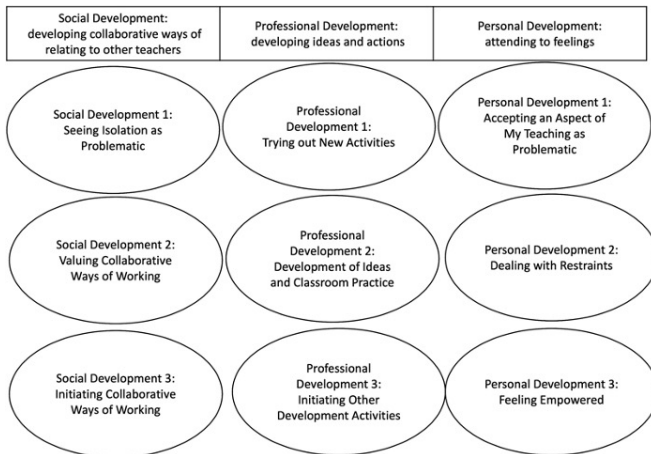 Social Development:
developing collaborative ways of
relating to other teachers
Professional Development:
developing ideas and actions
Personal Development:
attending to feelings
Social Development 1:
Seeing Isolation as
Problematic
Professional
Development 1:
Trying out New Activities
Personal Development 1:
Accepting an Aspect of
My Teaching as
Problematic
Social Development 2:
Valuing Collaborative
Ways of Working
Professional
Development 2:
Development of Ideas
and Classroom Practice
Personal Development 2:
Dealing with Restraints
Social Development 3:
Initiating Collaborative
Ways of Working
Professional
Development 3:
Initiating Other
Development Activities
Personal Development 3:
Feeling Empowered